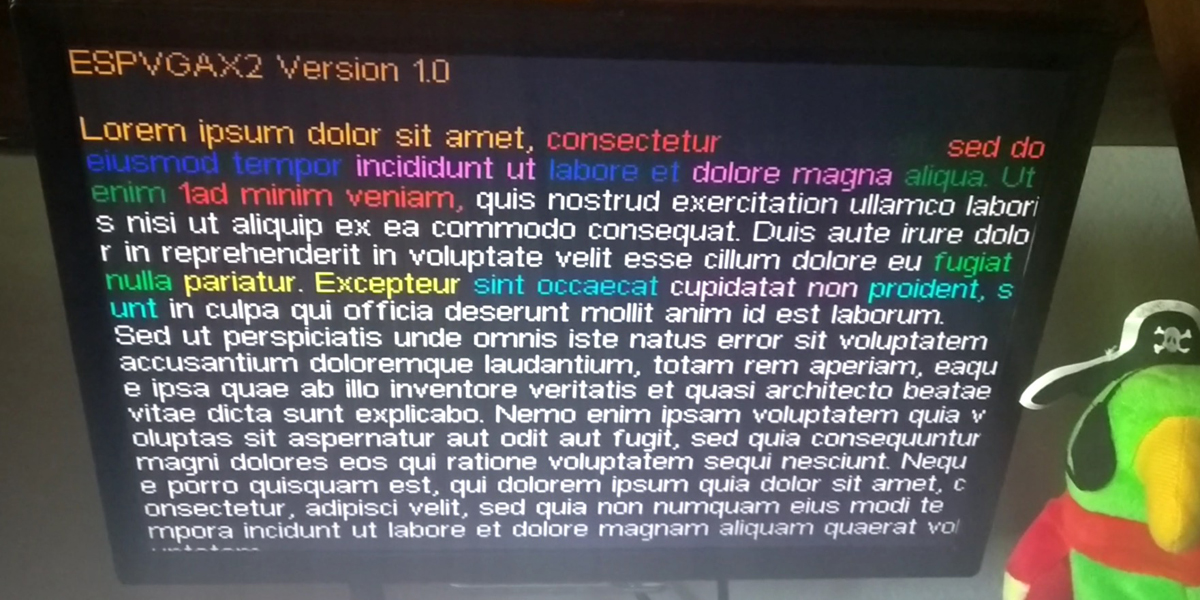 ESPVGAX2 Version 1.0
Lorem ipsum dolor sit amet, consectetur sed do
eiusmod tempor incididunt ut labore et dolore magna aliqua. Ut
enim 1ad minim veniam, quis nostrud exercitation ullamco labori
s nisi ut aliquip ex ea commodo consequat. Duis aute irure dolo
r in reprehenderit in voluptate velit esse cillum dolore eu fugiat
nulla pariatur. Excepteur sint occaecat cupidatat non proident, s
unt in culpa qui officia deserunt mollit anim id est laborum.
Sed ut perspiciatis unde omnis iste natus error sit voluptatem
accusantium doloremque laudantium, totam rem aperiam, eaqu
e ipsa quae ab illo inventore veritatis et quasi architecto beatae
vitae dicta sunt explicabo. Nemo enim ipsam voluptatem quia v
oluptas sit aspernatur aut odit aut fugit, sed quia consequuntur
magni dolores eos qui ratione voluptatem sequi nesciunt. Nequ
e porro quisquam est, qui dolorem ipsum quia dolor sit amet, c
onsectetur, adipisci velit, sed quia non numquam eius modi te
mpora incidunt ut labore et dolore magnam aliquam quaerat vol